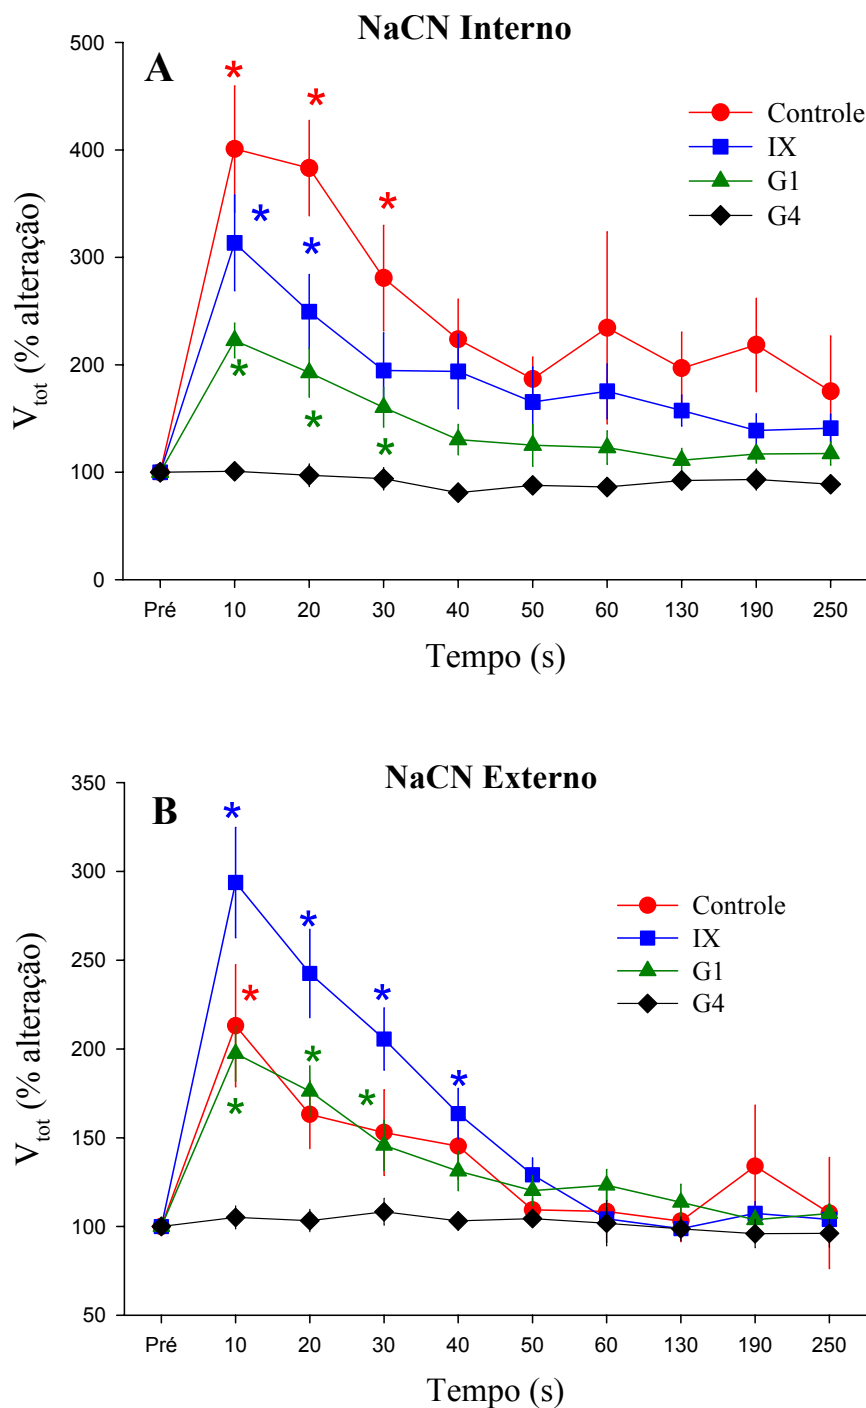 NaCN Interno
A
*
*
*
*
*
*
*
*
Controle
IX
G1
G4
V_tot (% alteração)
500
400
300
200
100
0
Pré 10 20 30 40 50 60 130 190 250
Tempo (s)
NaCN Externo
B
*
*
*
*
*
*
*
*
Controle
IX
G1
G4
V_tot (% alteração)
350
300
250
200
150
100
50
Pré 10 20 30 40 50 60 130 190 250
Tempo (s)